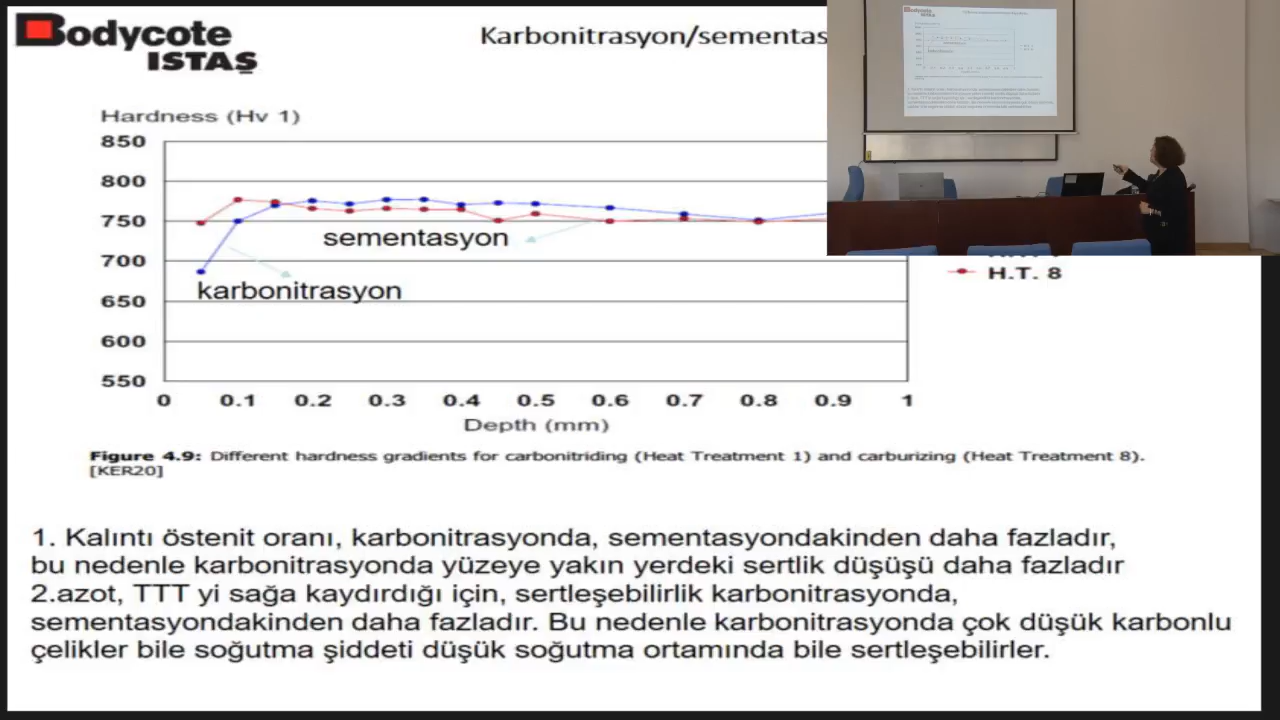 Bodycote
ISTAŞ
Karbonitrasyon/sementas
Hardness (Hv 1)
850
800
750
700
650
600
550
sementasyon
karbonitrasyon
H.T. 8
0 0.1 0.2 0.3 0.4 0.5 0.6 0.7 0.8 0.9 1
Depth (mm)
Figure 4.9: Different hardness gradients for carbonitriding (Heat Treatment 1) and carburizing (Heat Treatment 8).
[KER20]
1. Kalıntı östenit oranı, karbonitrasyonda, sementasyondakinden daha fazladır,
bu nedenle karbonitrasyonda yüzeye yakın yerdeki sertlik düşüşü daha fazladır
2.azot, TTT yi sağa kaydırdığı için, sertleşebilirlik karbonitrasyonda,
sementasyondakinden daha fazladır. Bu nedenle karbonitrasyonda çok düşük karbonlu
çelikler bile soğutma şiddeti düşük soğutma ortamında bile sertleşebilirler.